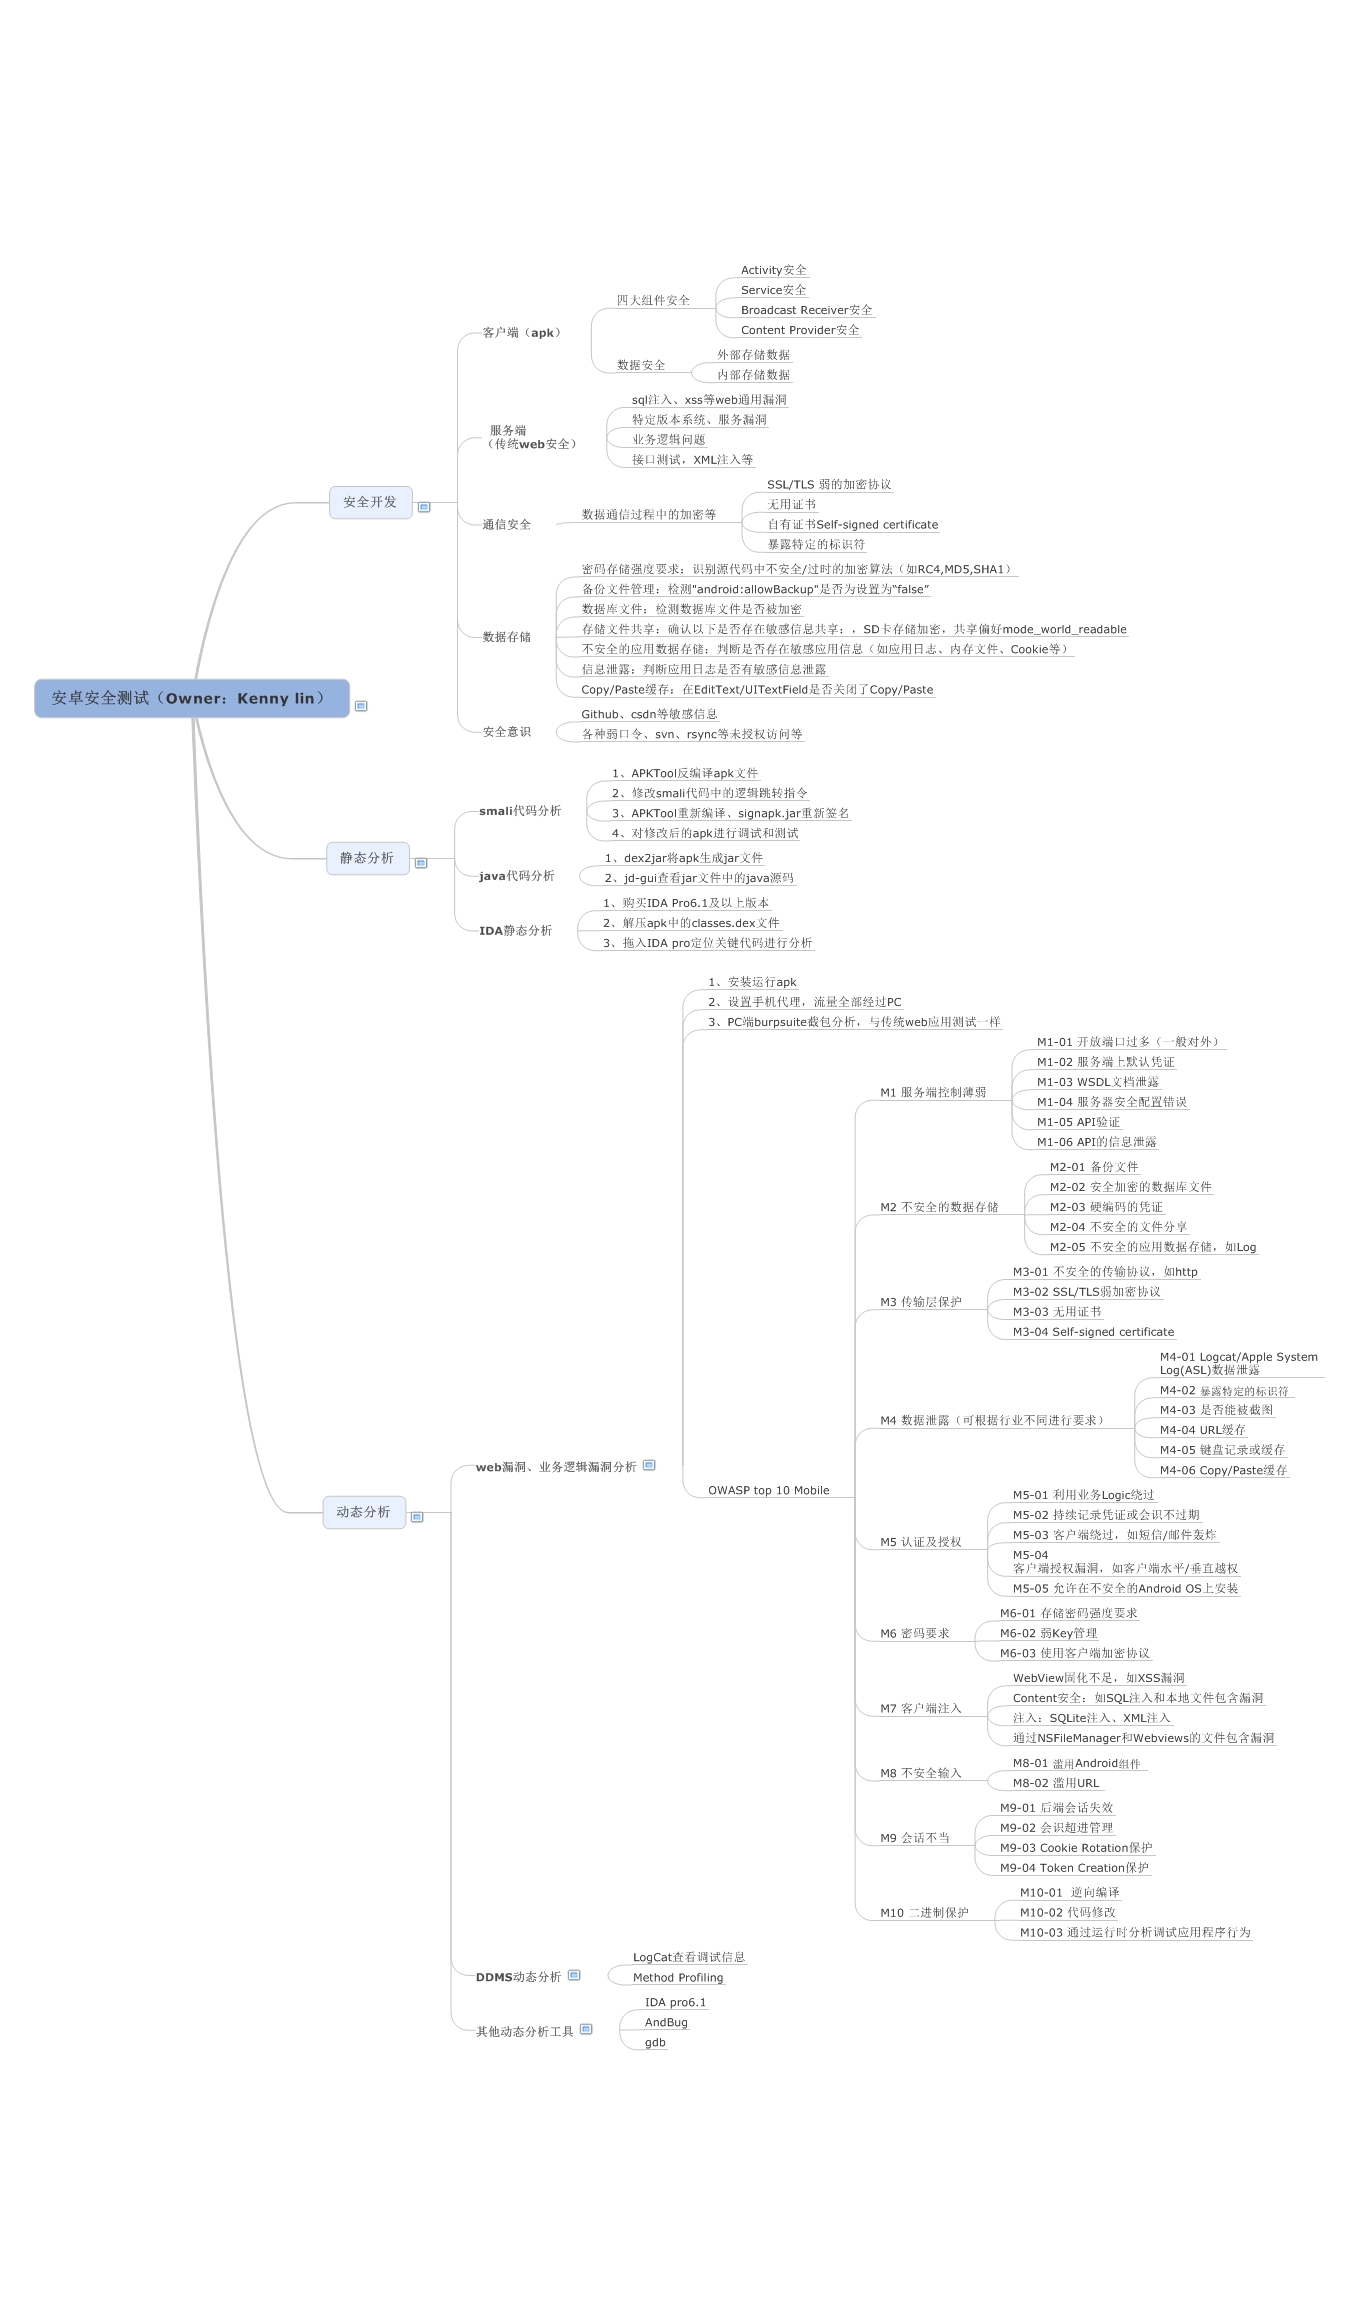 安卓安全测试（Owner：Kenny lin）
安全开发
客户端（apk）
四大组件安全
Activity安全
Service安全
Broadcast Receiver安全
Content Provider安全
数据安全
外部存储数据
内部存储数据
服务端
（传统web安全）
sql注入、xss等web通用漏洞
特定版本系统、服务漏洞
业务逻辑问题
接口测试，XML注入等
通信安全
数据通信过程中的加密等
SSL/TLS 弱的加密协议
无用证书
自有证书Self-signed certificate
暴露特定的标识符
数据存储
密码存储强度要求：识别源代码中不安全/过时的加密算法（如RC4,MD5,SHA1）
备份文件管理：检测"android:allowBackup"是否为设置为“false”
数据库文件：检测数据库文件是否被加密
存储文件共享：确认以下是否存在敏感信息共享：，SD卡存储加密，共享偏好mode_world_readable
不安全的应用数据存储：判断是否存在敏感应用信息（如应用日志、内存文件、Cookie等）
信息泄露：判断应用日志是否有敏感信息泄露
Copy/Paste缓存：在EditText/UITextField是否关闭了Copy/Paste
安全意识
Github、csdn等敏感信息
各种弱口令、svn、rsync等未授权访问等
静态分析
smali代码分析
1、APKTool反编译apk文件
2、修改smali代码中的逻辑跳转指令
3、APKTool重新编译、signapk.jar重新签名
4、对修改后的apk进行调试和测试
java代码分析
1、dex2jar将apk生成jar文件
2、jd-gui查看jar文件中的java源码
IDA静态分析
1、购买IDA Pro6.1及以上版本
2、解压apk中的classes.dex文件
3、拖入IDA pro定位关键代码进行分析
动态分析
web漏洞、业务逻辑漏洞分析
1、安装运行apk
2、设置手机代理，流量全部经过PC
3、PC端burpsuite截包分析，与传统web应用测试一样
OWASP top 10 Mobile
M1 服务端控制薄弱
M1-01 开放端口过多（一般对外）
M1-02 服务端上默认凭证
M1-03 WSDL文档泄露
M1-04 服务器安全配置错误
M1-05 API验证
M1-06 API的信息泄露
M2 不安全的数据存储
M2-01 备份文件
M2-02 安全加密的数据库文件
M2-03 硬编码的凭证
M2-04 不安全的文件分享
M2-05 不安全的应用数据存储，如Log
M3 传输层保护
M3-01 不安全的传输协议，如http
M3-02 SSL/TLS弱加密协议
M3-03 无用证书
M3-04 Self-signed certificate
M4 数据泄露（可根据行业不同进行要求）
M4-01 Logcat/Apple System
Log(ASL)数据泄露
M4-02 暴露特定的标识符
M4-03 是否能被截图
M4-04 URL缓存
M4-05 键盘记录或缓存
M4-06 Copy/Paste缓存
M5 认证及授权
M5-01 利用业务Logic绕过
M5-02 持续记录凭证或会识不过期
M5-03 客户端绕过，如短信/邮件轰炸
M5-04
客户端授权漏洞，如客户端水平/垂直越权
M5-05 允许在不安全的Android OS上安装
M6 密码要求
M6-01 存储密码强度要求
M6-02 弱Key管理
M6-03 使用客户端加密协议
M7 客户端注入
WebView固化不足，如XSS漏洞
Content安全：如SQL注入和本地文件包含漏洞
注入：SQLite注入、XML注入
通过NSFileManager和Webviews的文件包含漏洞
M8 不安全输入
M8-01 滥用Android组件
M8-02 滥用URL
M9 会话不当
M9-01 后端会话失效
M9-02 会识超进管理
M9-03 Cookie Rotation保护
M9-04 Token Creation保护
M10 二进制保护
M10-01 逆向编译
M10-02 代码修改
M10-03 通过运行时分析调试应用程序行为
DDMS动态分析
LogCat查看调试信息
Method Profiling
其他动态分析工具
IDA pro6.1
AndBug
gdb